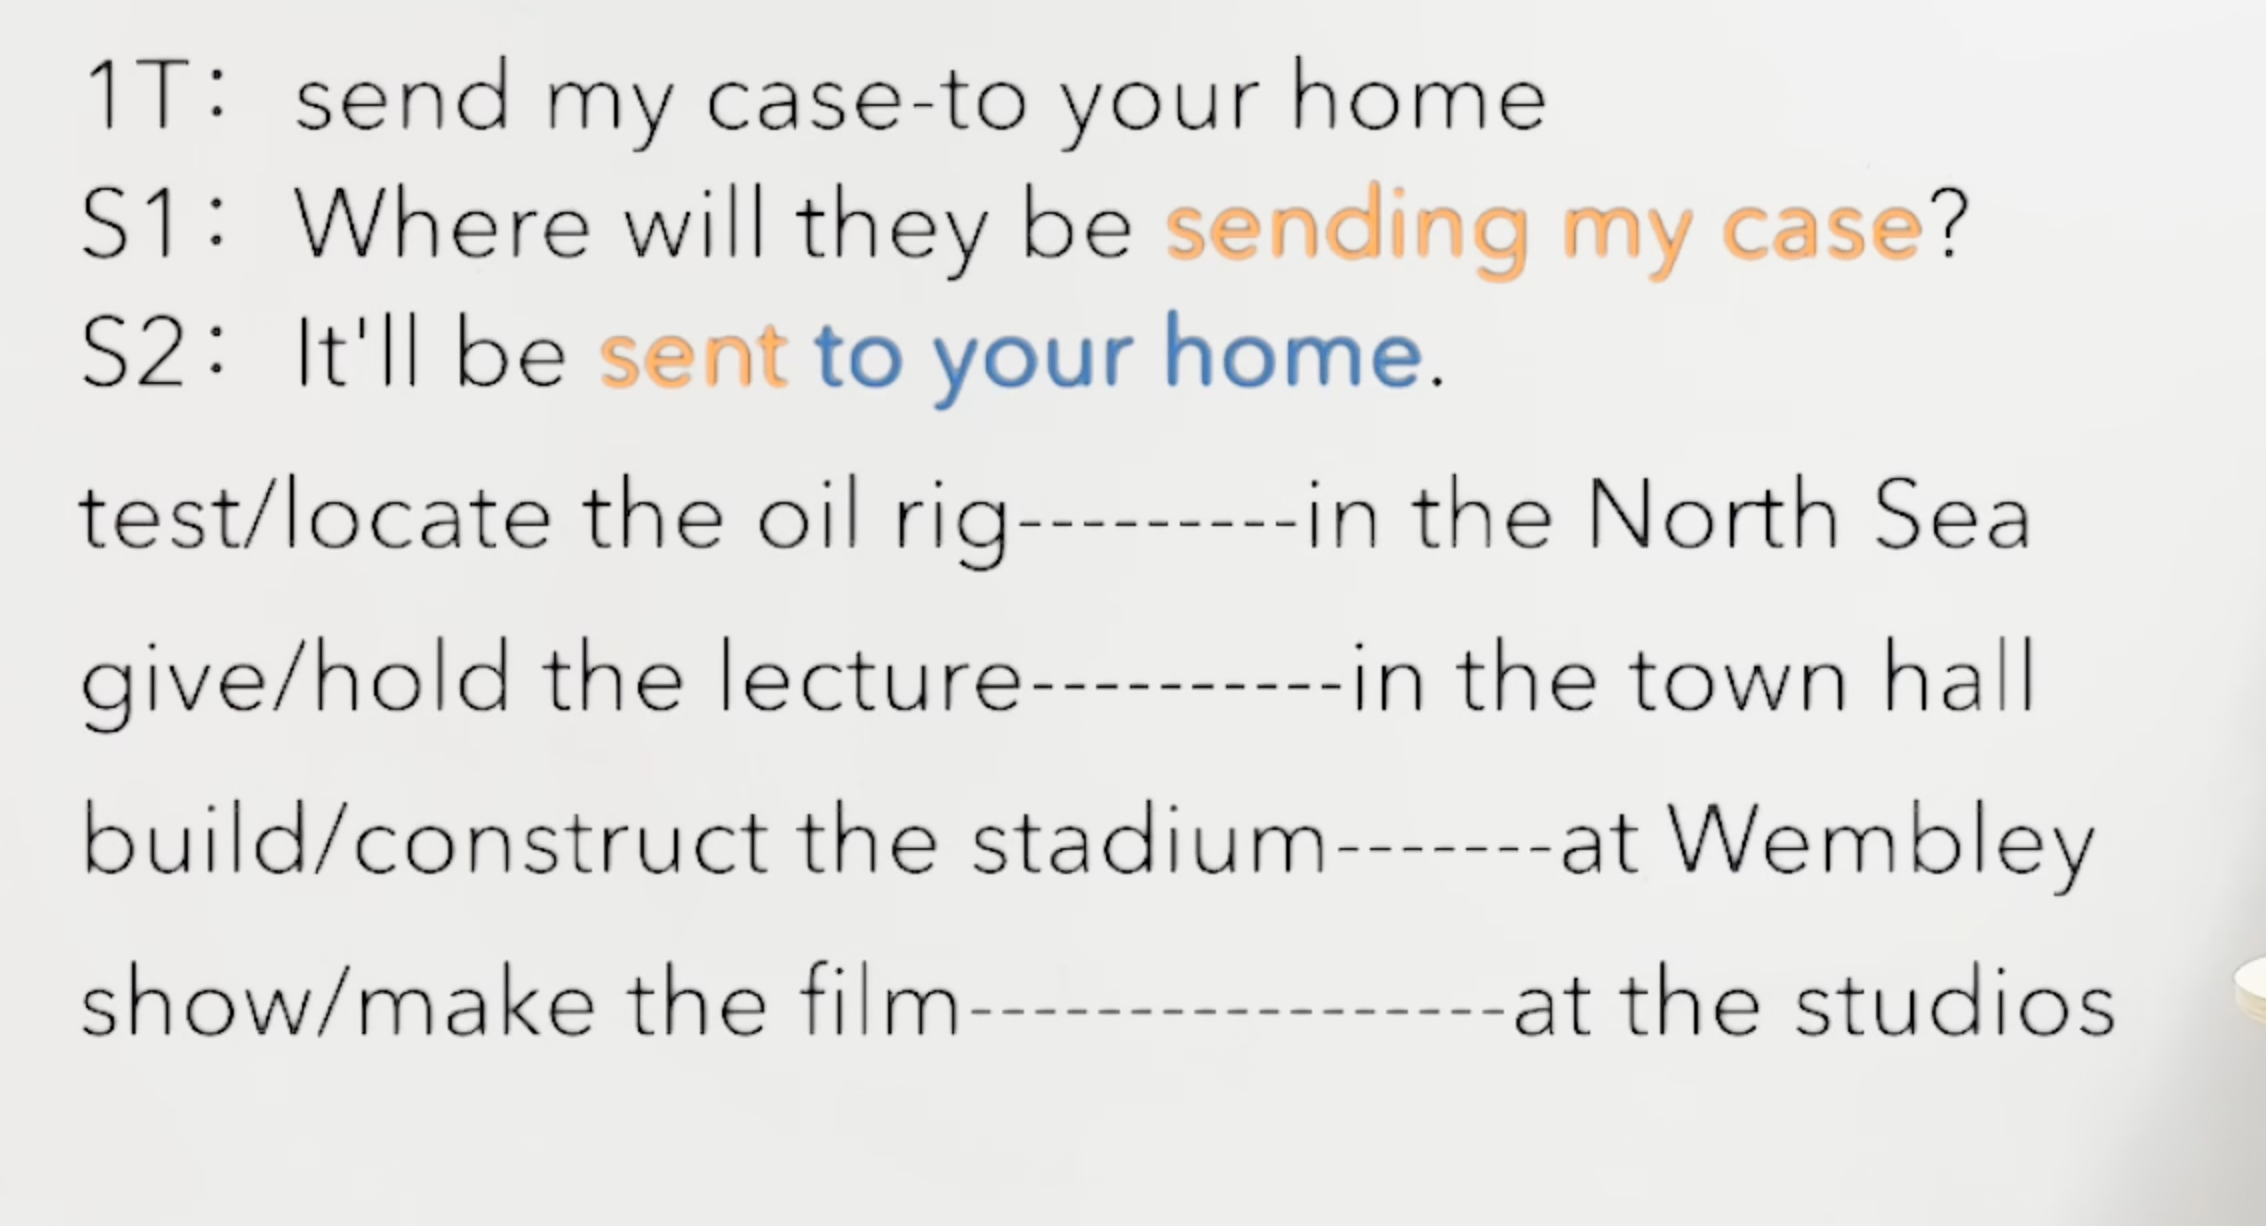 1T: send my case-to your home
S1: Where will they be sending my case?
S2: It'll be sent to your home.
test/locate the oil rig---------in the North Sea
give/hold the lecture----------in the town hall
build/construct the stadium-------at Wembley
show/make the film-----------------at the studios